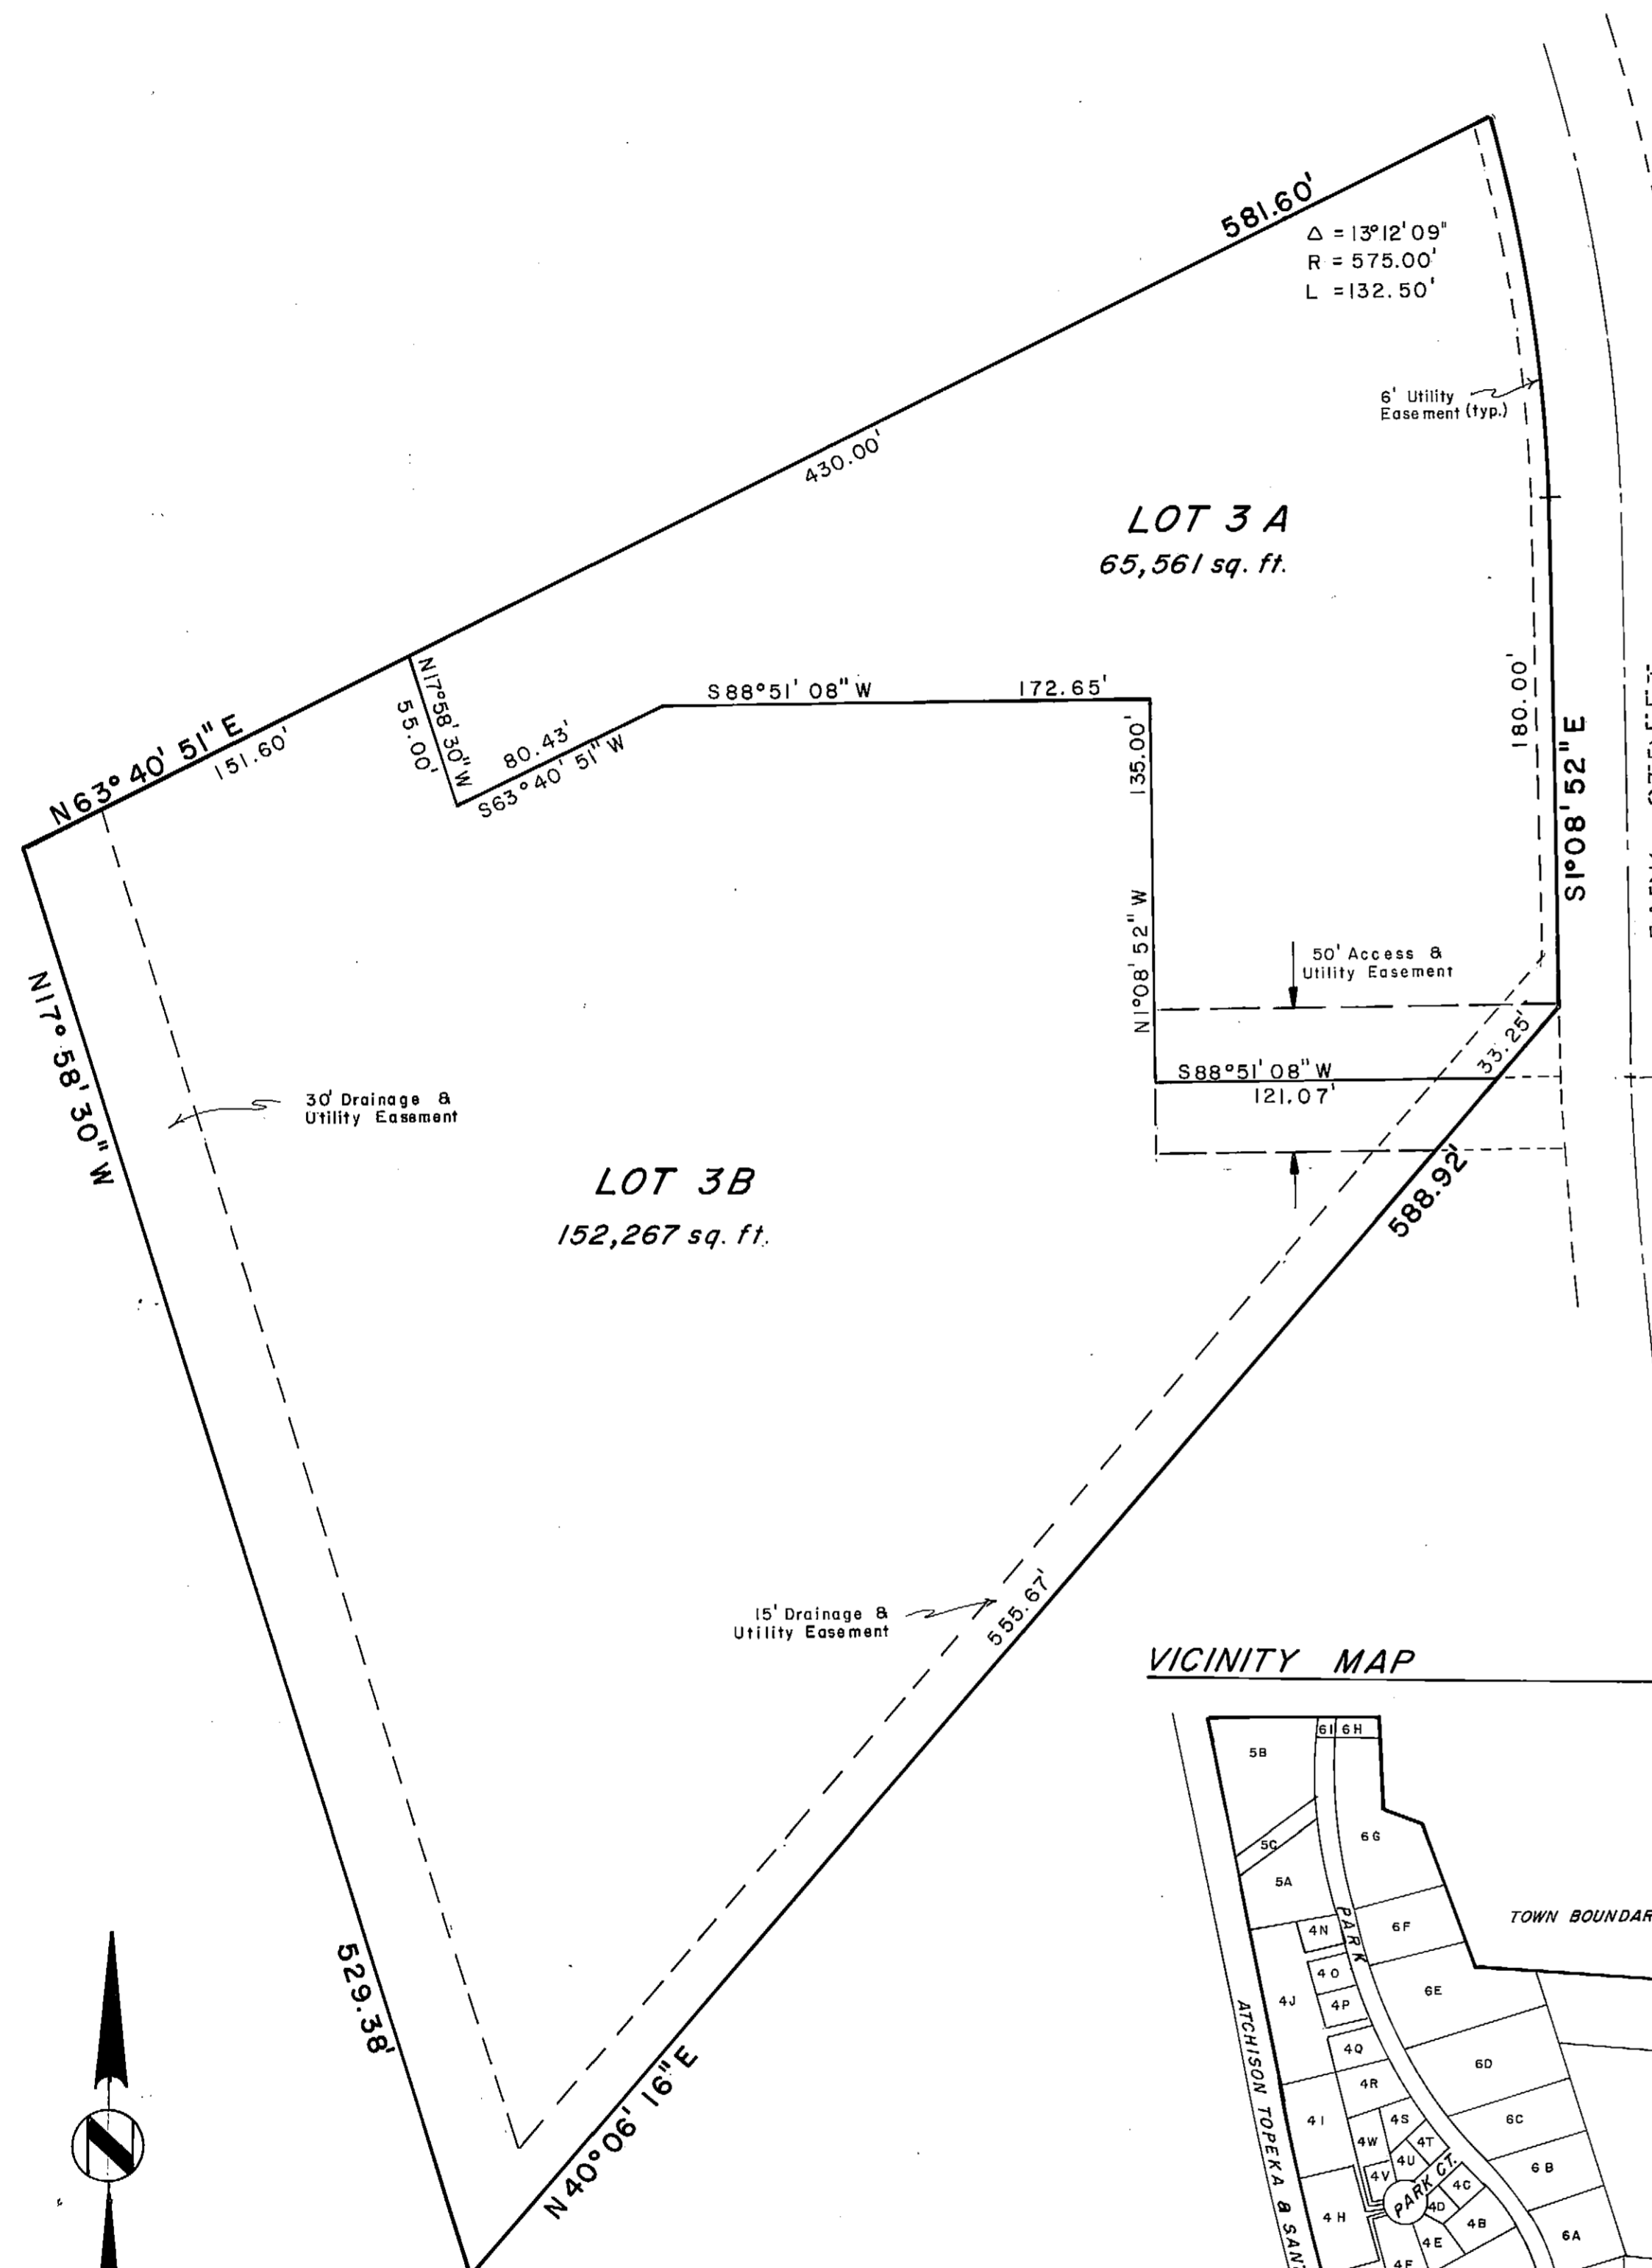 581.60'
Δ = 13°12'09"
R = 575.00'
L = 132.50'
6' Utility
Easement (typ.)
430.00'
LOT 3 A
65,561 sq. ft.
N 63° 40' 51" E
151.60'
N17°58' 30" W
55.00'
80.43'
S63°40' 51" W
S88°51' 08" W
172.65'
135.00'
N1°08' 52" W
180.00'
S1°08' 52" E
50' Access &
Utility Easement
33.25'
S88°51' 08" W
121.07'
N17° 58' 30" W
30' Drainage &
Utility Easement
LOT 3B
152,267 sq. ft.
588.92'
15' Drainage &
Utility Easement
555.67'
529.38'
N 40° 06' 16" E
N
VICINITY MAP
6I 6H
5B
5C
6G
5A
4N
PARK
6F
TOWN BOUNDAR
4O
4J
4P
6E
ATCHISON TOPEKA & SANT
4Q
6D
4R
4I
4S
6C
4W
4T
4U
6B
4V
PARK CT.
4C
4D
4H
4B
4E
6A
4F